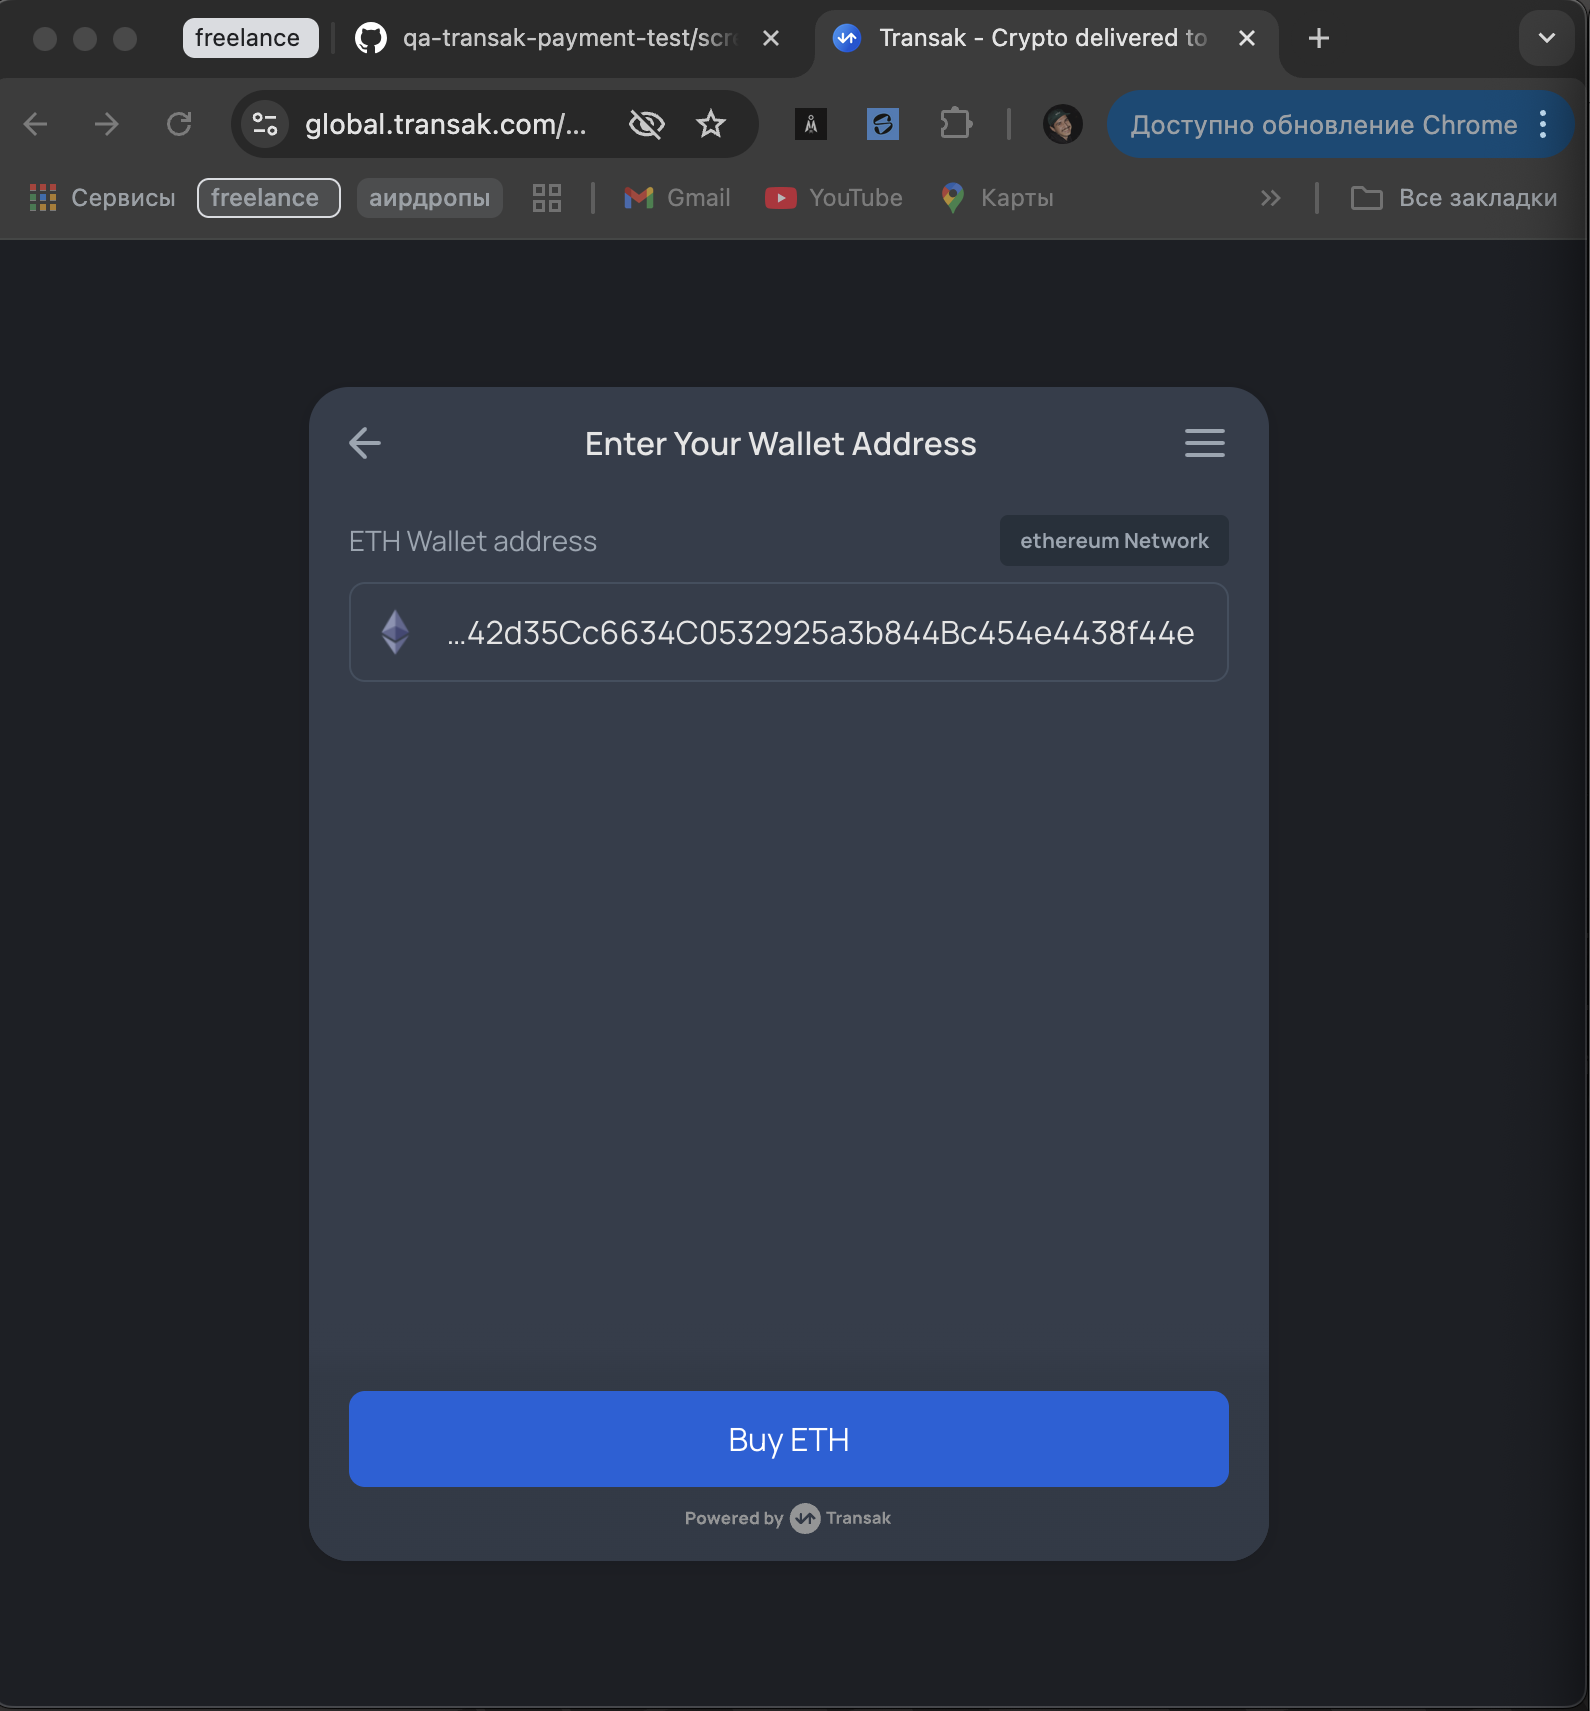 freelance
qa-transak-payment-test/scre
Transak - Crypto delivered to
global.transak.com/...
Доступно обновление Chrome
Сервисы
freelance
аирдропы
Gmail
YouTube
Карты
Все закладки
Enter Your Wallet Address
ETH Wallet address
ethereum Network
...42d35Cc6634C0532925a3b844Bc454e4438f44e
Buy ETH
Powered by Transak